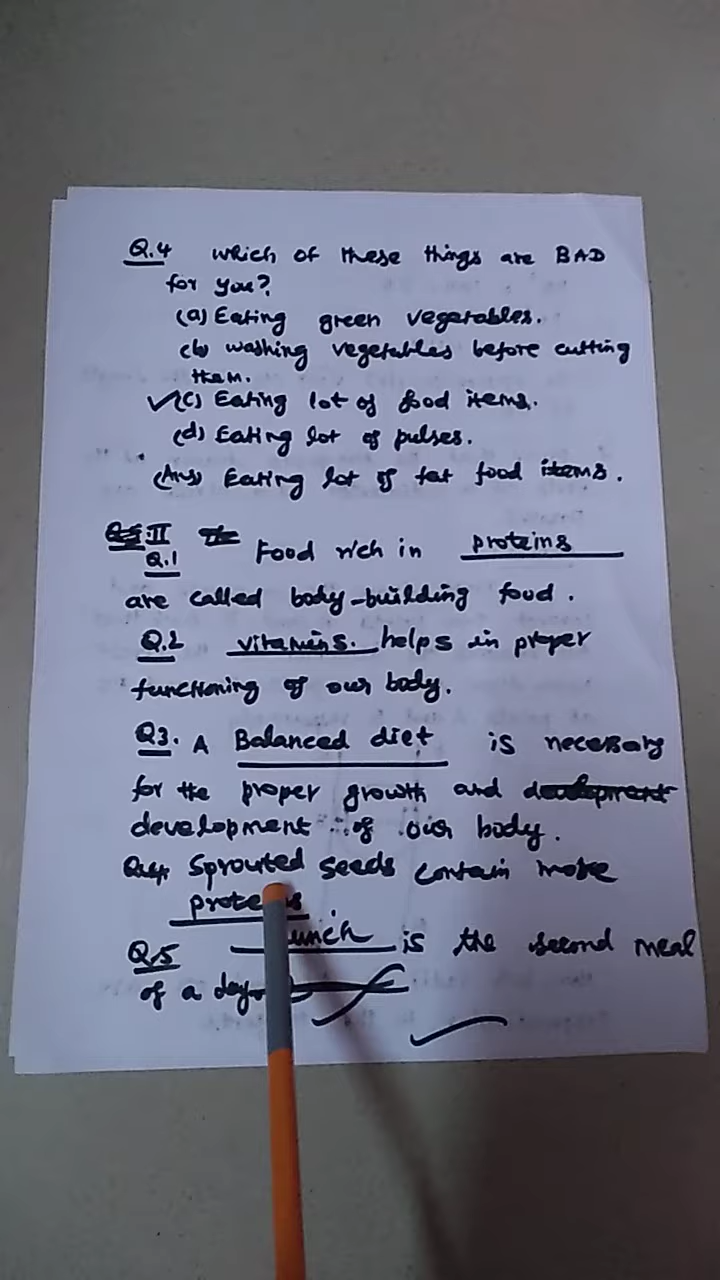 Q.4 which of these things are BAD
for you?
(a) Eating green vegetables.
(b) washing vegetables before cutting
them.
✓(c) Eating lot of food items.
(d) Eating lot of pulses.
(Ans) Eating lot of fat food items.
II
Q.1 Food rich in proteins
are called body-building food.
Q.2 vitamins. helps in proper
functioning of our body.
Q3. A Balanced diet is necessary
for the proper growth and development
development of our body.
Q4. Sprouted seeds contain more
proteins
Q.5 Lunch is the second meal
of a day